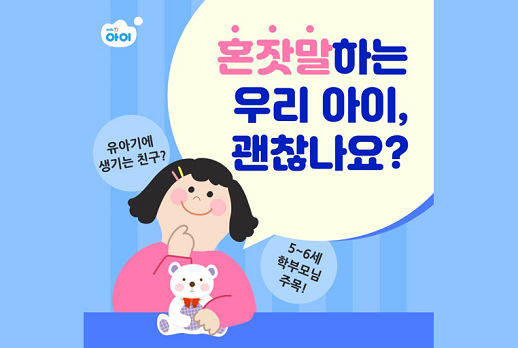 아이
혼잣말하는
우리 아이,
괜찮나요?
유아기에
생기는 친구?
5~6세
학부모님
주목!